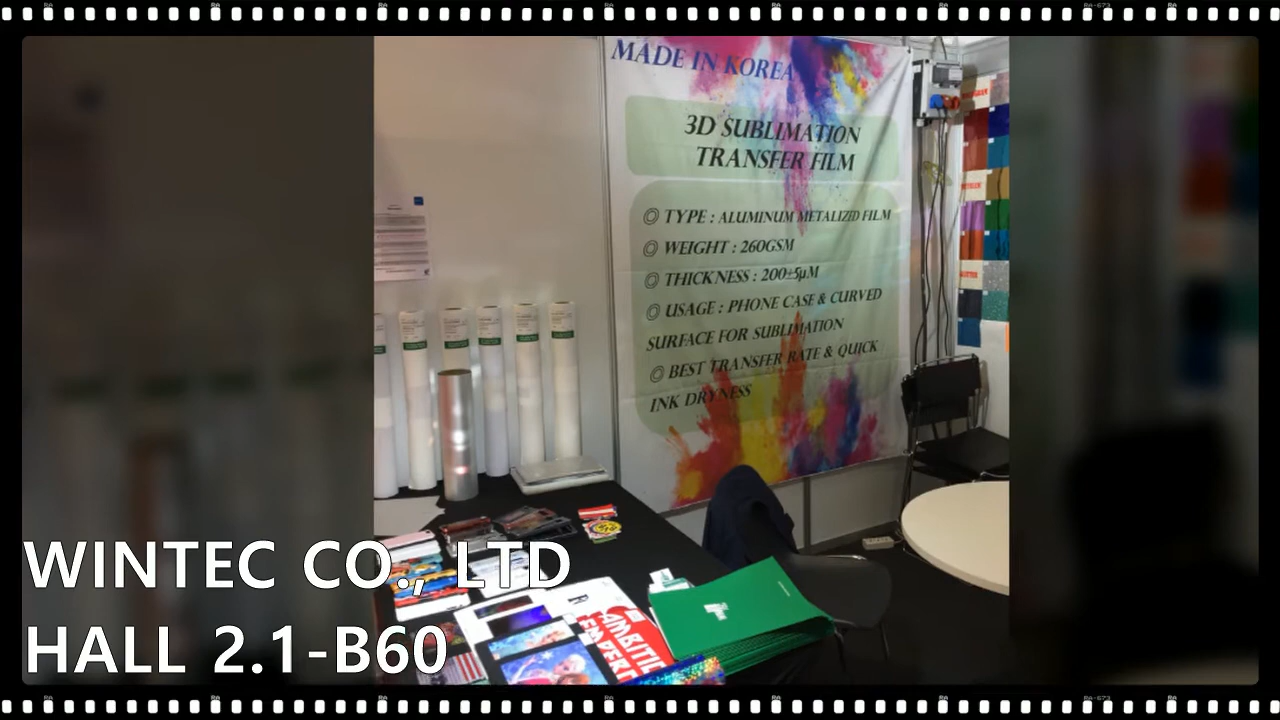 MADE IN KOREA
3D SUBLIMATION
TRANSFER FILM
◎ TYPE : ALUMINUM METALIZID FILM
◎ WEIGHT : 260GSM
◎ THICKNESS : 200±5µM
◎ USAGE : PHONE CASE & CURVED
SURFACE FOR SUBLIMATION
◎ BEST TRANSFER RATE & QUICK
INK DRYNESS
WINTEC CO., LTD
HALL 2.1-B60